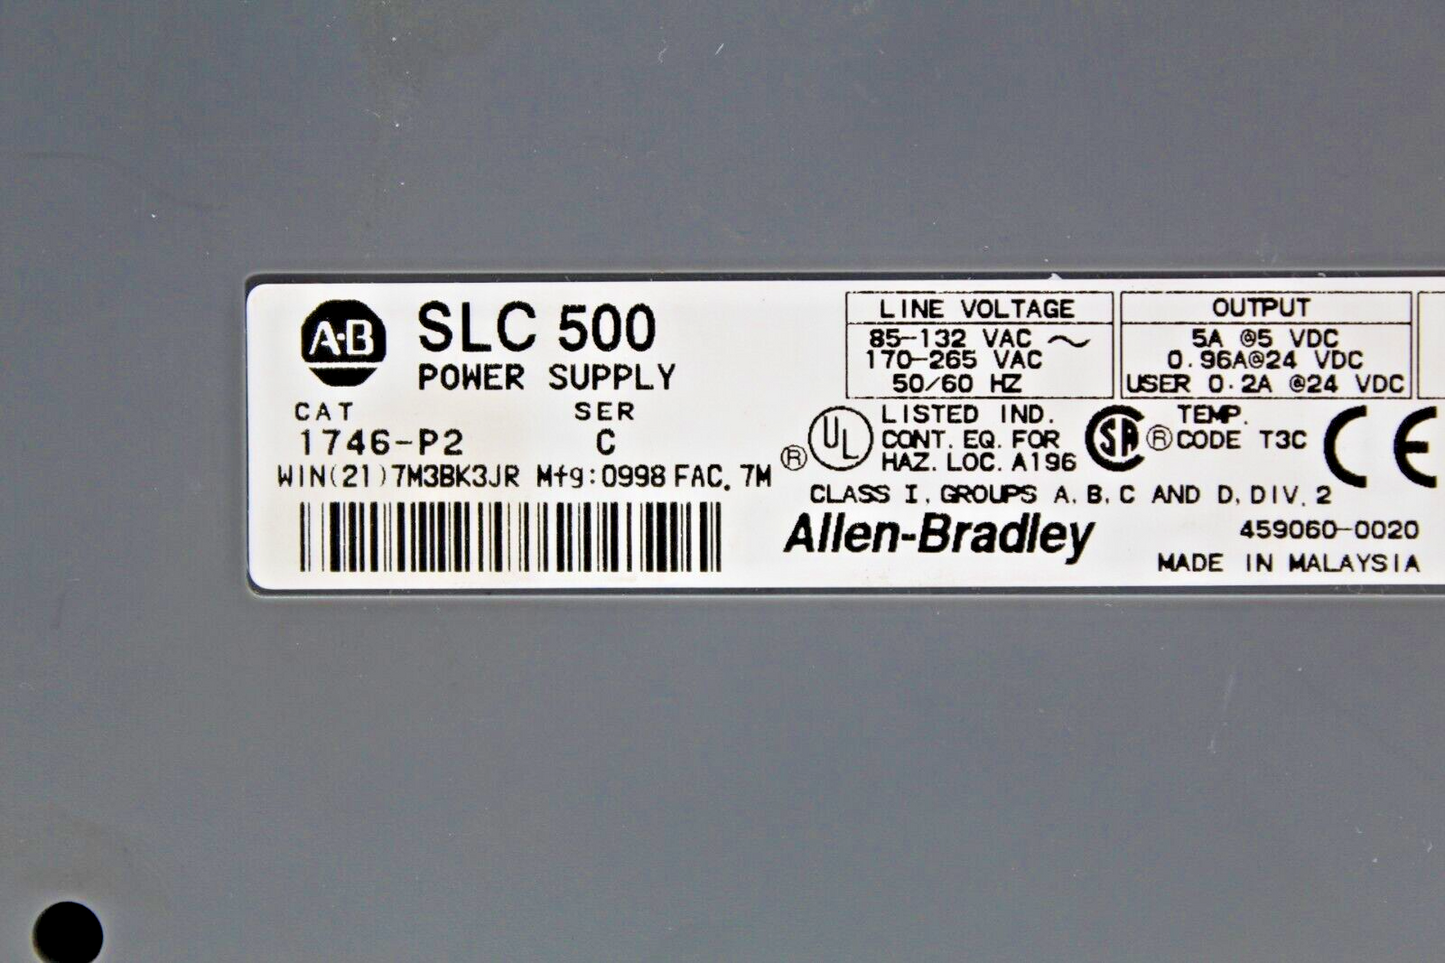 A-B SLC 500
POWER SUPPLY
CAT SER
1746-P2 C
WIN(21)7M3BK3JR Mfg:0998 FAC. 7M
LINE VOLTAGE
85-132 VAC ~
170-265 VAC
50/60 HZ
OUTPUT
5A @5 VDC
0.96A@24 VDC
USER 0.2A @24 VDC
UL ®
LISTED IND.
CONT. EQ. FOR
HAZ. LOC. A196
SA ®
TEMP.
CODE T3C
CE
CLASS I, GROUPS A, B, C AND D, DIV. 2
Allen-Bradley
459060-0020
MADE IN MALAYSIA